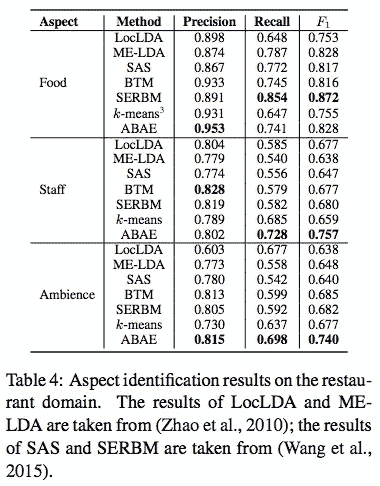 Aspect Method Precision Recall F1
LocLDA 0.898 0.648 0.753
ME-LDA 0.874 0.787 0.828
SAS 0.867 0.772 0.817
Food BTM 0.933 0.745 0.816
SERBM 0.891 0.854 0.872
k-means3 0.931 0.647 0.755
ABAE 0.953 0.741 0.828
LocLDA 0.804 0.585 0.677
ME-LDA 0.779 0.540 0.638
SAS 0.774 0.556 0.647
Staff BTM 0.828 0.579 0.677
SERBM 0.819 0.582 0.680
k-means 0.789 0.685 0.659
ABAE 0.802 0.728 0.757
LocLDA 0.603 0.677 0.638
ME-LDA 0.773 0.558 0.648
SAS 0.780 0.542 0.640
Ambience BTM 0.813 0.599 0.685
SERBM 0.805 0.592 0.682
k-means 0.730 0.637 0.677
ABAE 0.815 0.698 0.740
Table 4: Aspect identification results on the restau-
rant domain. The results of LocLDA and ME-
LDA are taken from (Zhao et al., 2010); the results
of SAS and SERBM are taken from (Wang et al.,
2015).